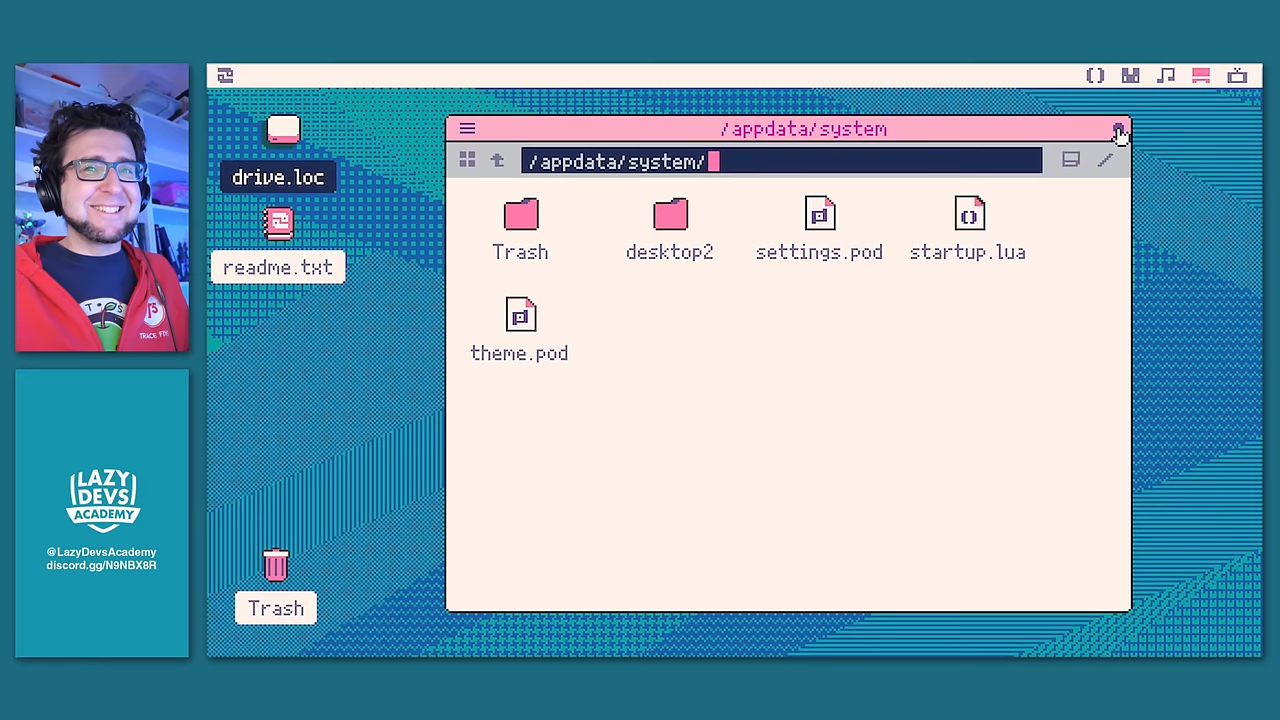 drive.loc
readme.txt
Trash
/appdata/system
/appdata/system/
Trash
desktop2
settings.pod
startup.lua
theme.pod
LAZY
DEVS
ACADEMY
@LazyDevsAcademy
discord.gg/N9NBX8R